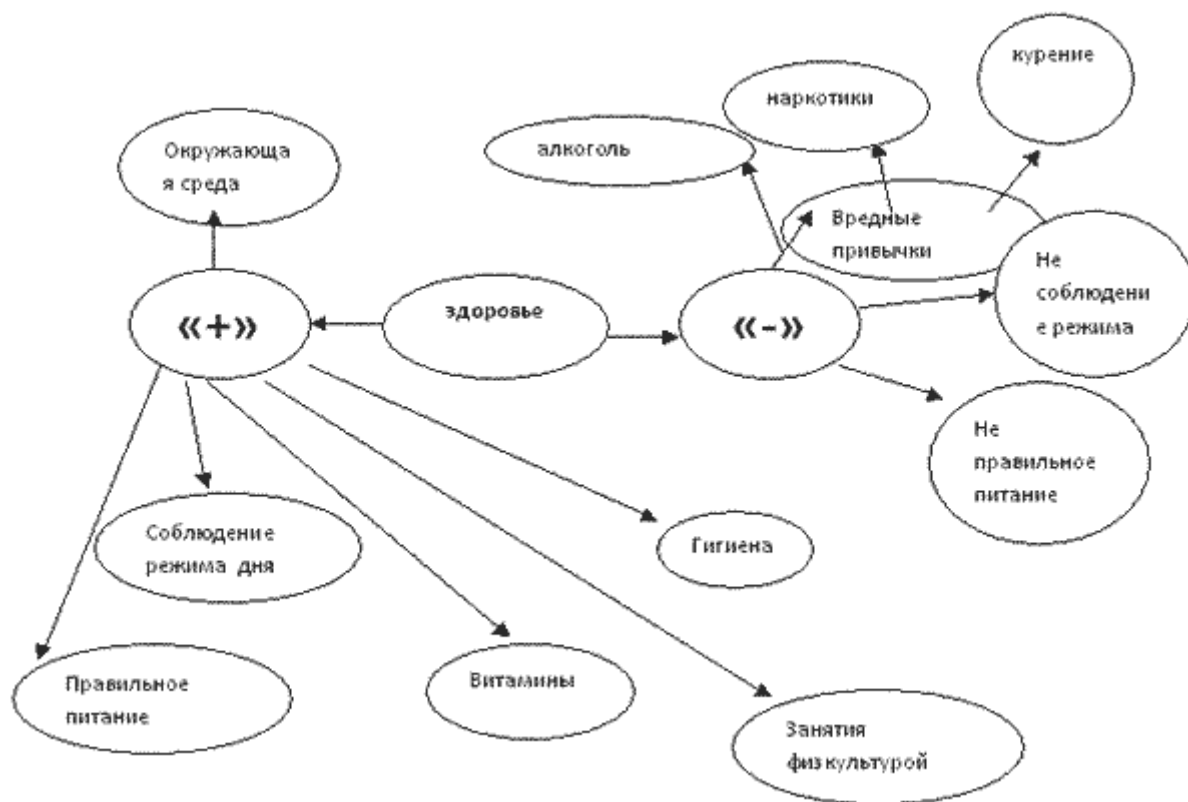 курение
наркотики
алкоголь
Окружающа
я среда
Вредные
привычки
Не
соблюдени
е режима
«+»
здоровье
«-»
Не
правильное
питание
Соблюдение
режима дня
Гигиена
Правильное
питание
Витамины
Занятия
физкультурой